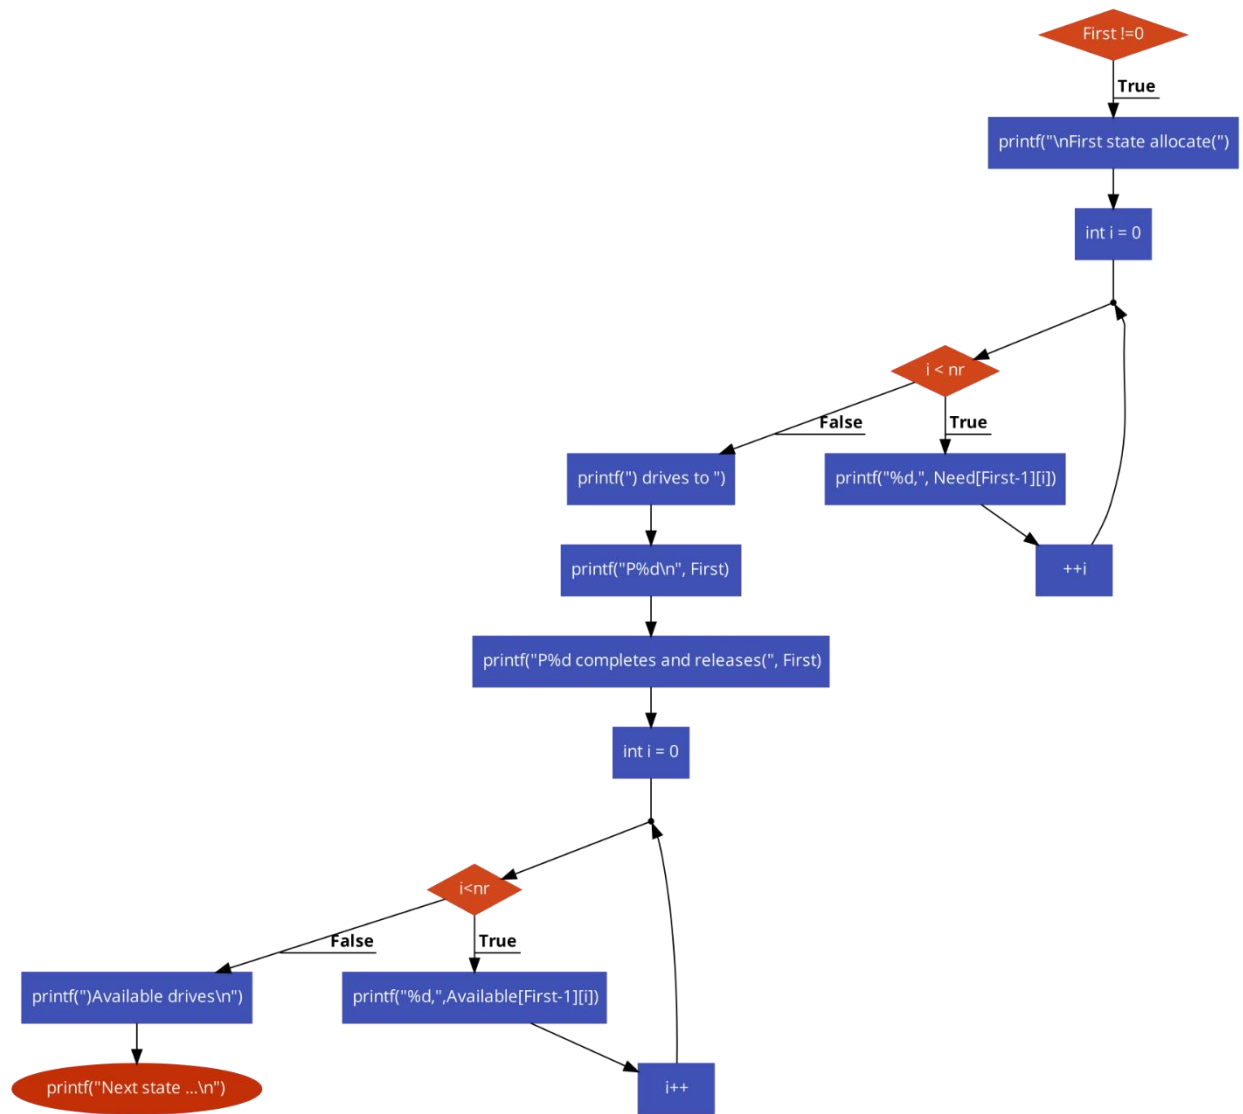 First !=0
True
printf("\nFirst state allocate(")
int i = 0
i < nr
False
True
printf(") drives to ")
printf("%d,", Need[First-1][i])
printf("P%d\n", First)
++i
printf("P%d completes and releases(", First)
int i = 0
i<nr
False
True
printf(")Available drives\n")
printf("%d,",Available[First-1][i])
printf("Next state ...\n")
i++